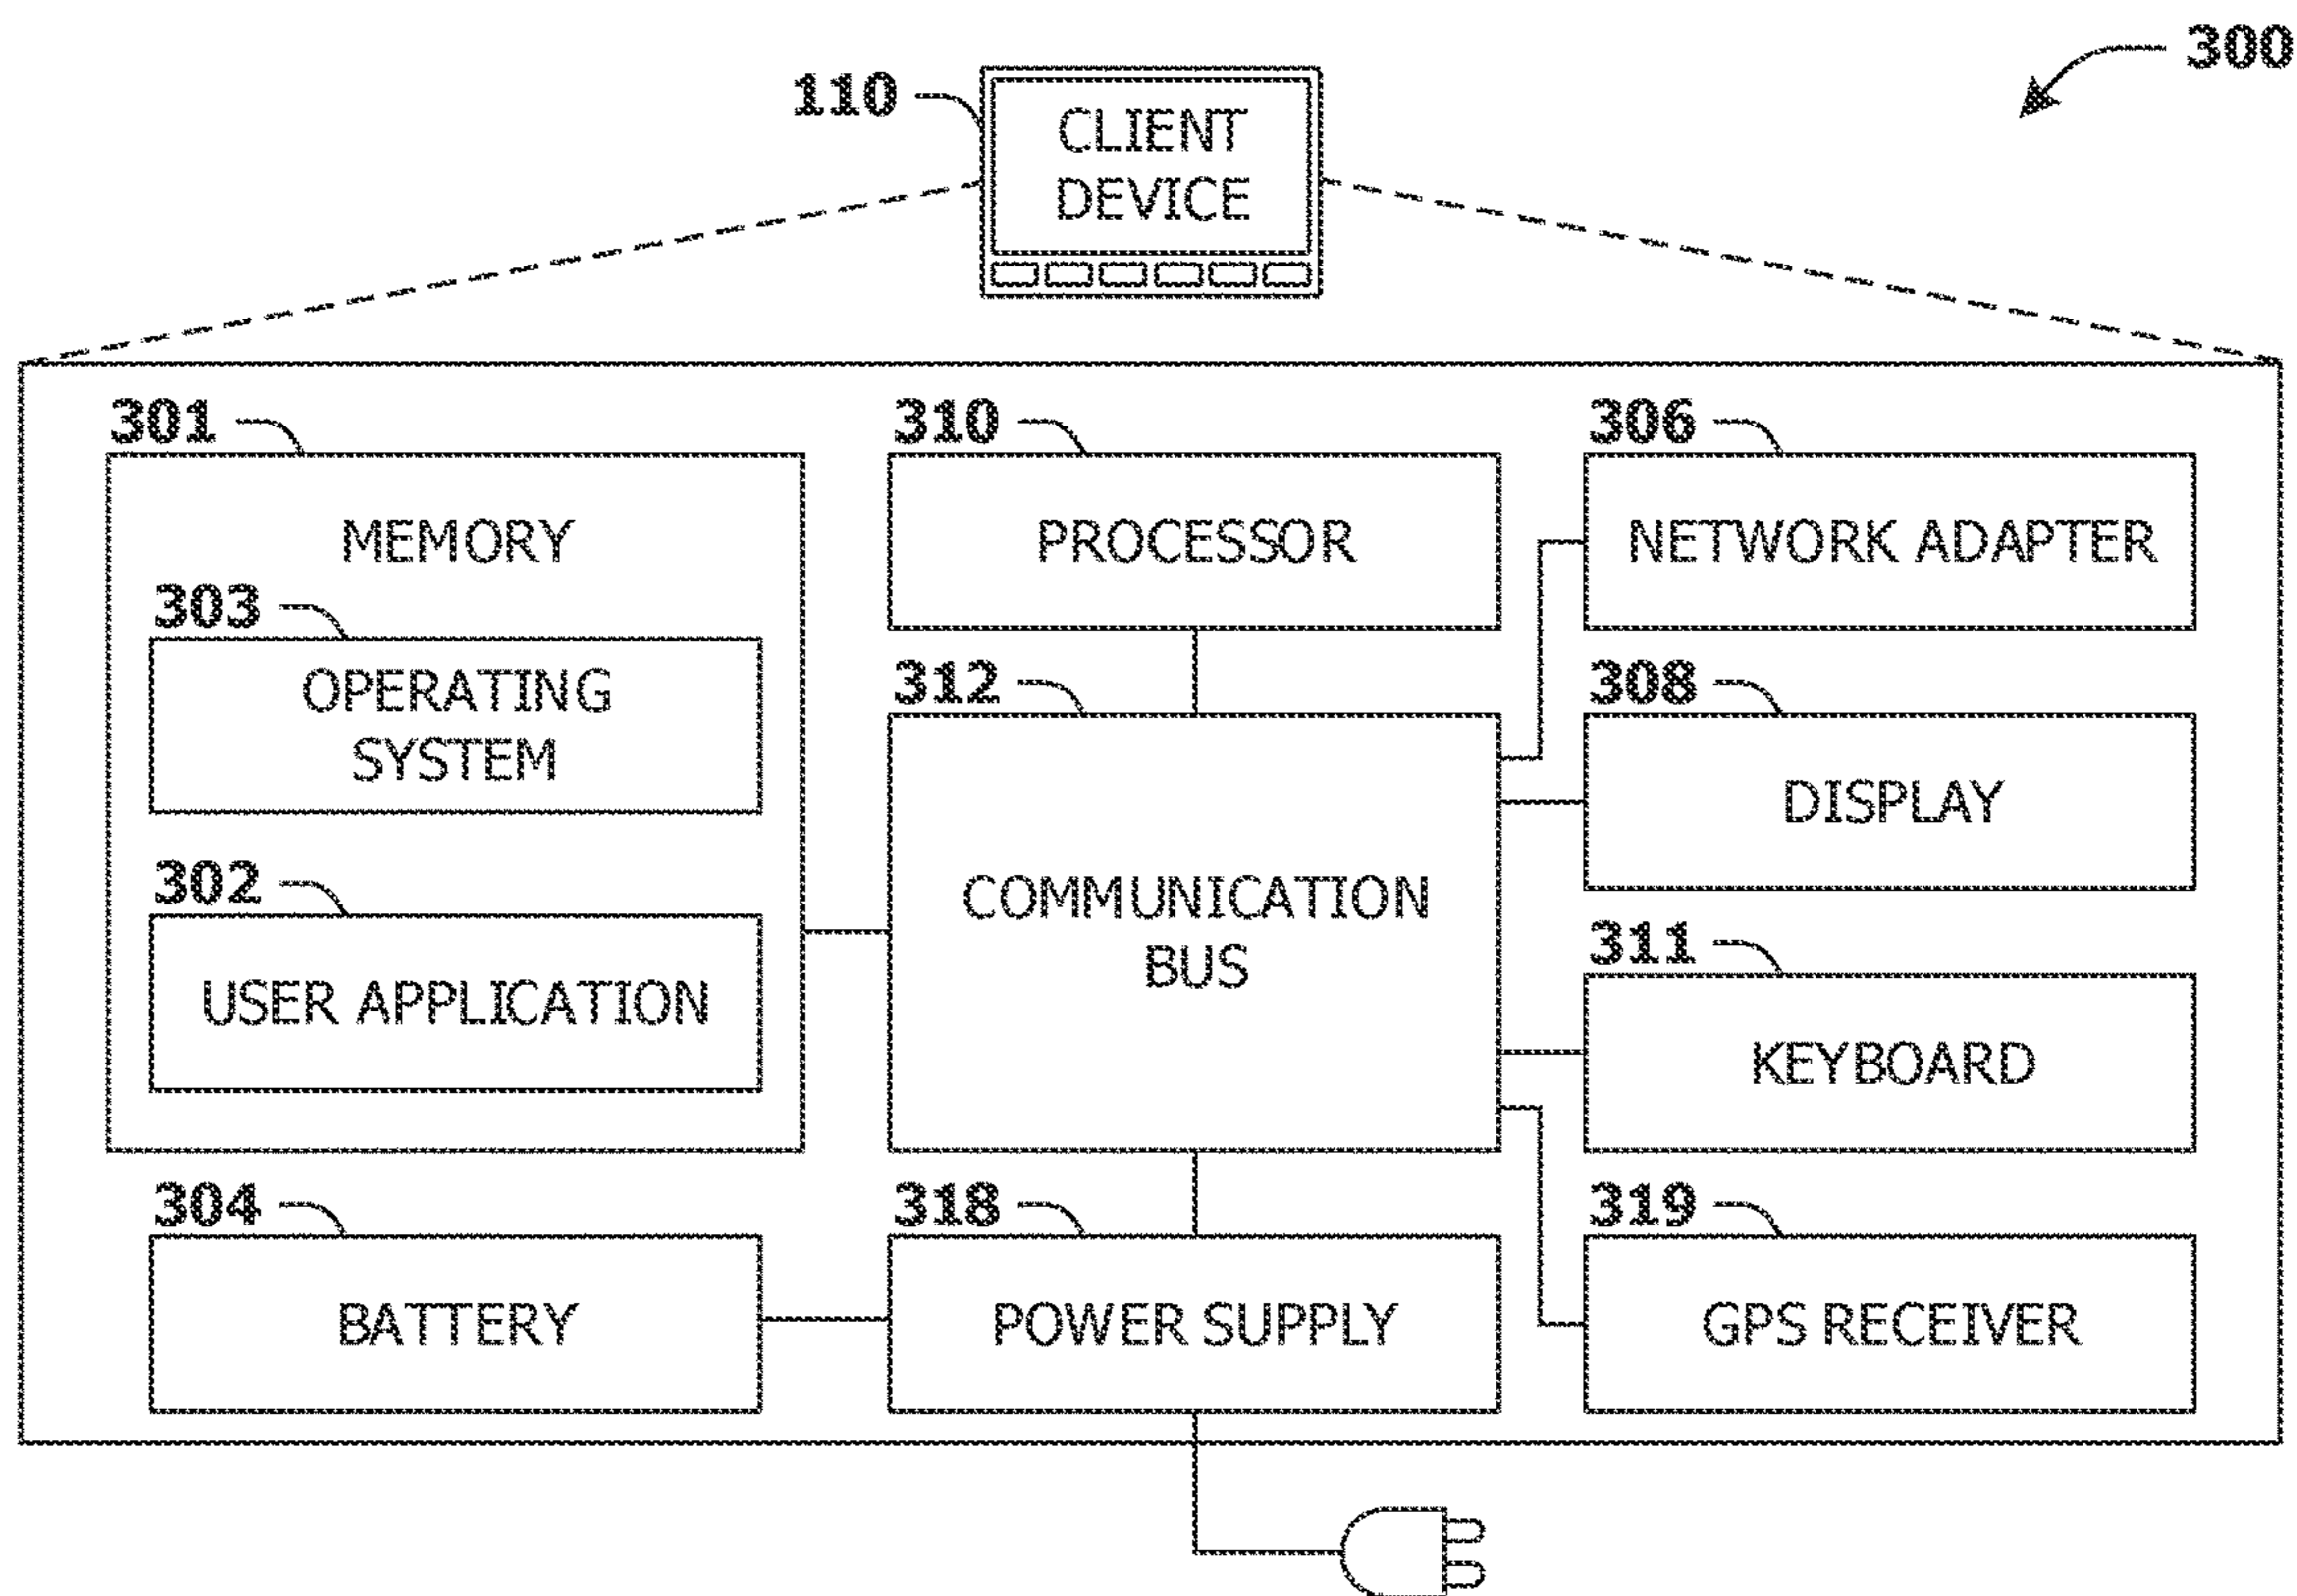 300
110
CLIENT
DEVICE
301
310
306
MEMORY
PROCESSOR
NETWORK ADAPTER
303
OPERATING
SYSTEM
312
308
DISPLAY
302
USER APPLICATION
COMMUNICATION
BUS
311
KEYBOARD
304
318
319
BATTERY
POWER SUPPLY
GPS RECEIVER